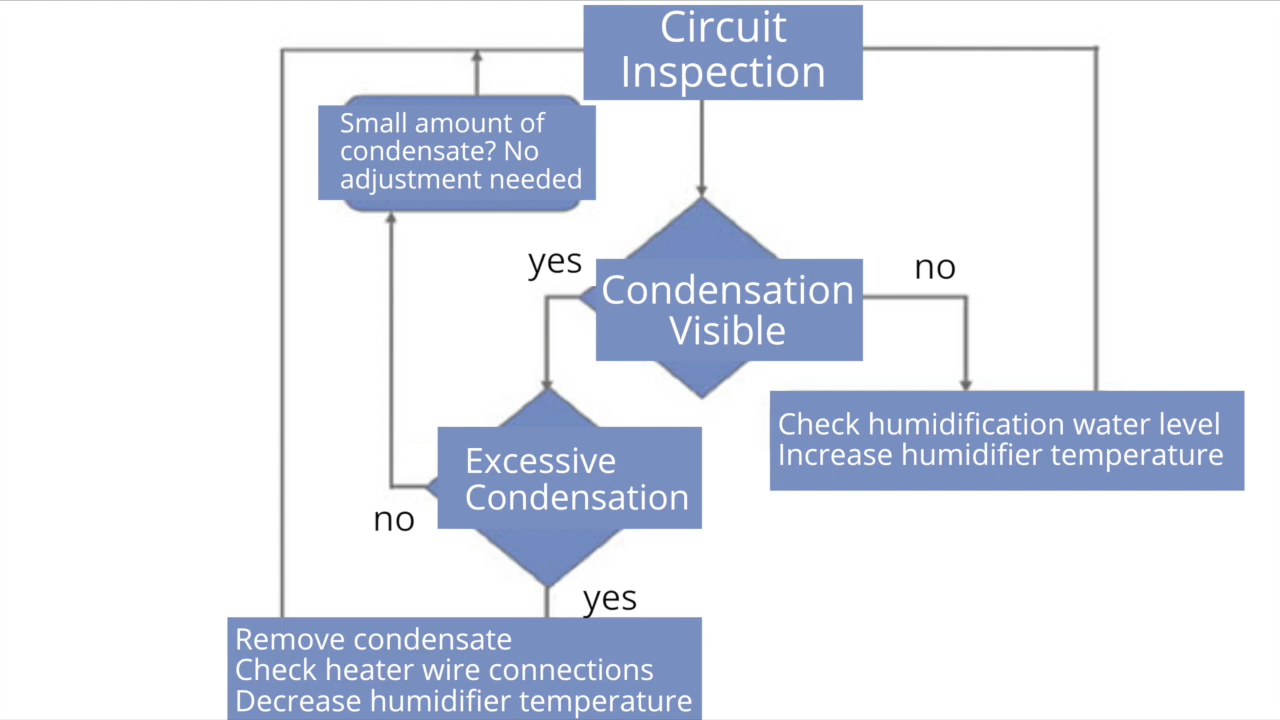 Circuit
Inspection
Small amount of
condensate? No
adjustment needed
yes
Condensation
Visible
no
Excessive
Condensation
no
Check humidification water level
Increase humidifier temperature
yes
Remove condensate
Check heater wire connections
Decrease humidifier temperature